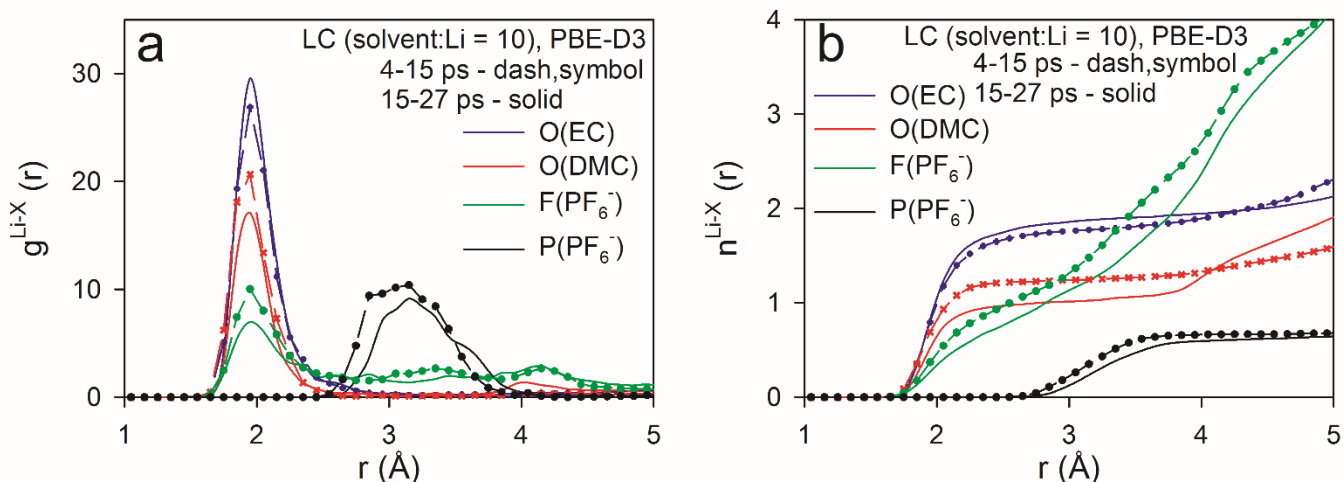 a
LC (solvent:Li = 10), PBE-D3
4-15 ps - dash,symbol
15-27 ps - solid
O(EC)
O(DMC)
F(PF6-)
P(PF6-)
g Li-X (r)
30
20
10
0
1 2 3 4 5
r (Å)
b
LC (solvent:Li = 10), PBE-D3
4-15 ps - dash,symbol
15-27 ps - solid
O(EC)
O(DMC)
F(PF6-)
P(PF6-)
n Li-X (r)
4
3
2
1
0
1 2 3 4 5
r (Å)